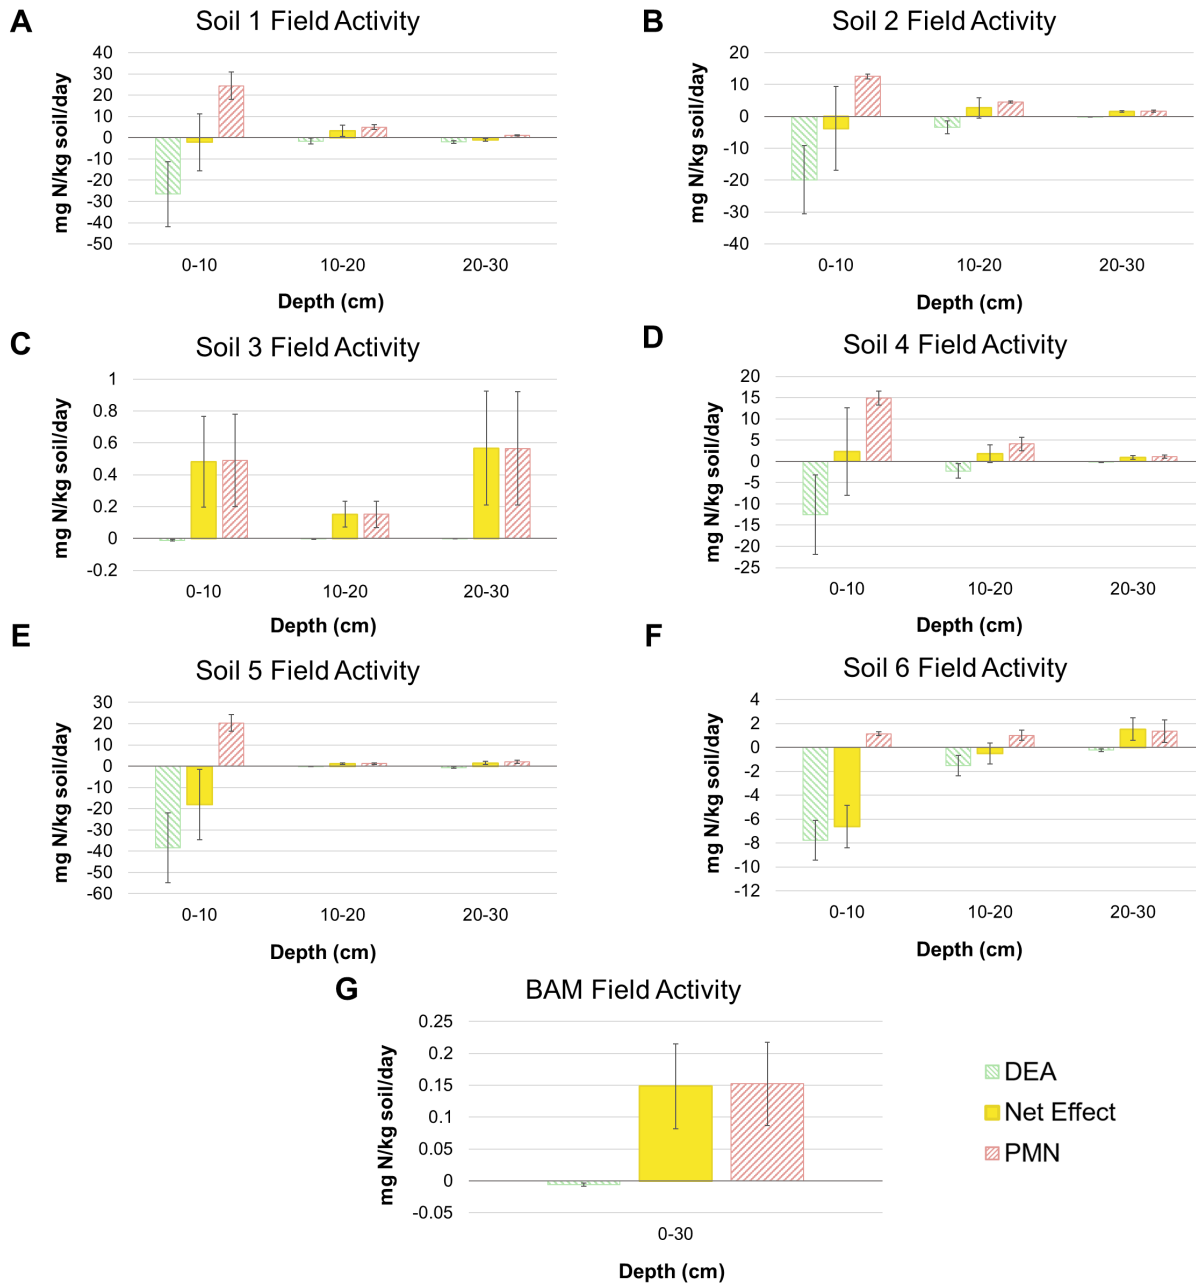 A
Soil 1 Field Activity
mg N/kg soil/day
40
30
20
10
0
-10
-20
-30
-40
-50
0-10
10-20
20-30
Depth (cm)
B
Soil 2 Field Activity
mg N/kg soil/day
20
10
0
-10
-20
-30
-40
0-10
10-20
20-30
Depth (cm)
C
Soil 3 Field Activity
mg N/kg soil/day
1
0.8
0.6
0.4
0.2
0
-0.2
0-10
10-20
20-30
Depth (cm)
D
Soil 4 Field Activity
mg N/kg soil/day
20
15
10
5
0
-5
-10
-15
-20
-25
0-10
10-20
20-30
Depth (cm)
E
Soil 5 Field Activity
mg N/kg soil/day
30
20
10
0
-10
-20
-30
-40
-50
-60
0-10
10-20
20-30
Depth (cm)
F
Soil 6 Field Activity
mg N/kg soil/day
4
2
0
-2
-4
-6
-8
-10
-12
0-10
10-20
20-30
Depth (cm)
G
BAM Field Activity
mg N/kg soil/day
0.25
0.2
0.15
0.1
0.05
0
-0.05
0-30
Depth (cm)
DEA
Net Effect
PMN